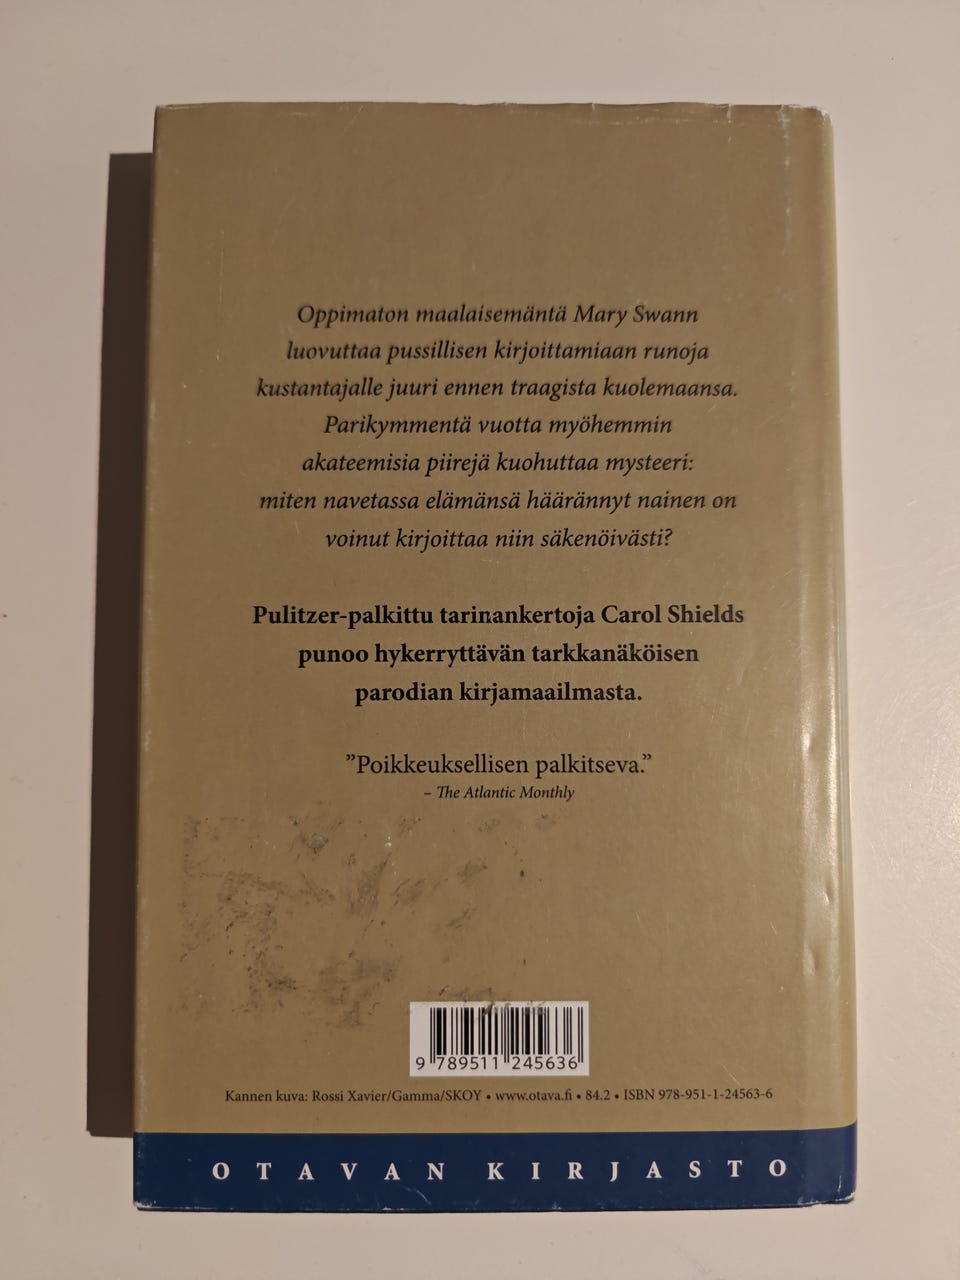 Oppimaton maalaisemäntä Mary Swann
luovuttaa pussillisen kirjoittamiaan runoja
kustantajalle juuri ennen traagista kuolemaansa.
Parikymmentä vuotta myöhemmin
akateemisia piirejä kuohuttaa mysteeri:
miten navetassa elämänsä häärännyt nainen on
voinut kirjoittaa niin säkenöivästi?
Pulitzer-palkittu tarinankertoja Carol Shields
punoo hykerryttävän tarkkanäköisen
parodian kirjamaailmasta.
”Poikkeuksellisen palkitseva.”
– The Atlantic Monthly
9 789511 245636
Kannen kuva: Rossi Xavier/Gamma/SKOY • www.otava.fi • 84.2 • ISBN 978-951-1-24563-6
OTAVAN KIRJASTO